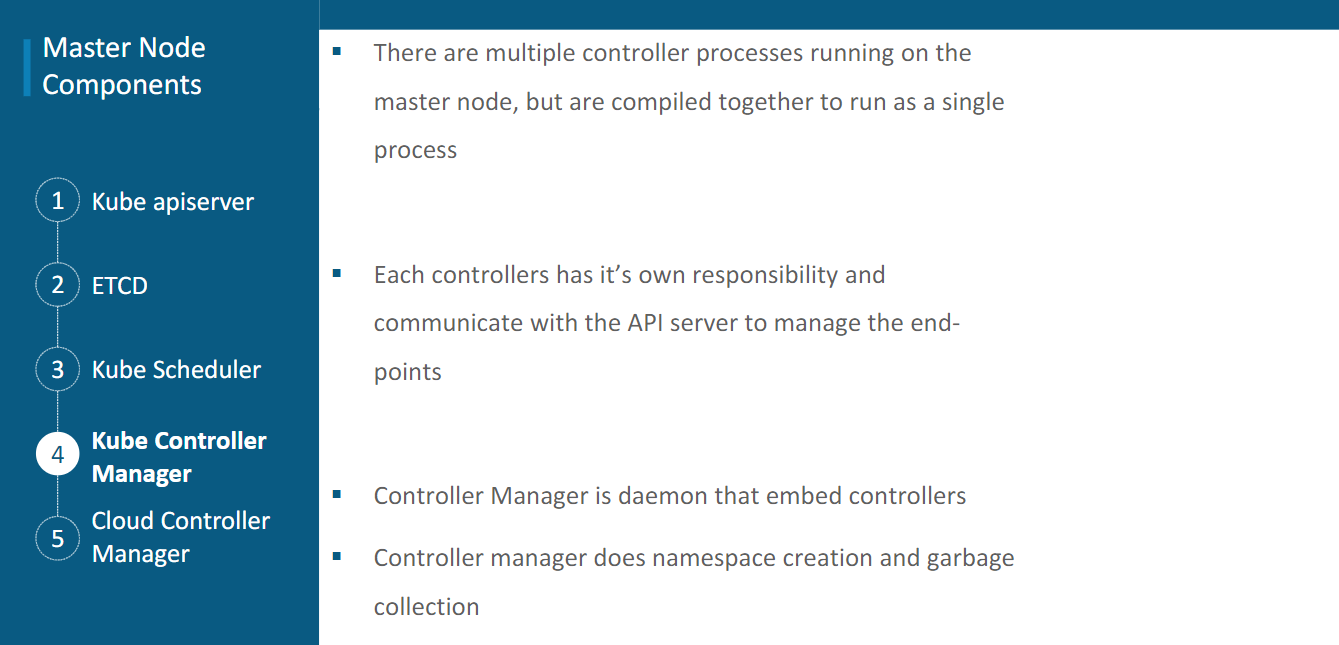 Master Node
Components
1 Kube apiserver
2 ETCD
3 Kube Scheduler
4 Kube Controller
Manager
5 Cloud Controller
Manager
▪ There are multiple controller processes running on the
master node, but are compiled together to run as a single
process
▪ Each controllers has it’s own responsibility and
communicate with the API server to manage the end-
points
▪ Controller Manager is daemon that embed controllers
▪ Controller manager does namespace creation and garbage
collection